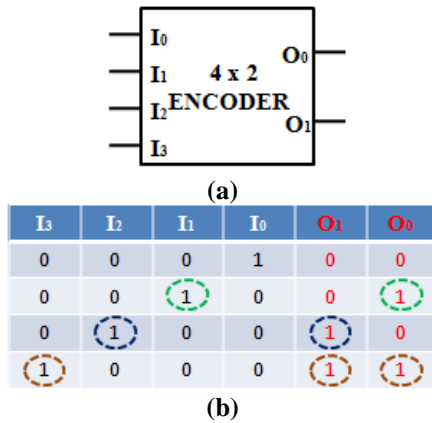 I0
I1
I2
I3
4 x 2
ENCODER
O0
O1
(a)
I3 I2 I1 I0 O1 O0
0 0 0 1 0 0
0 0 1 0 0 1
0 1 0 0 1 0
1 0 0 0 1 1
(b)